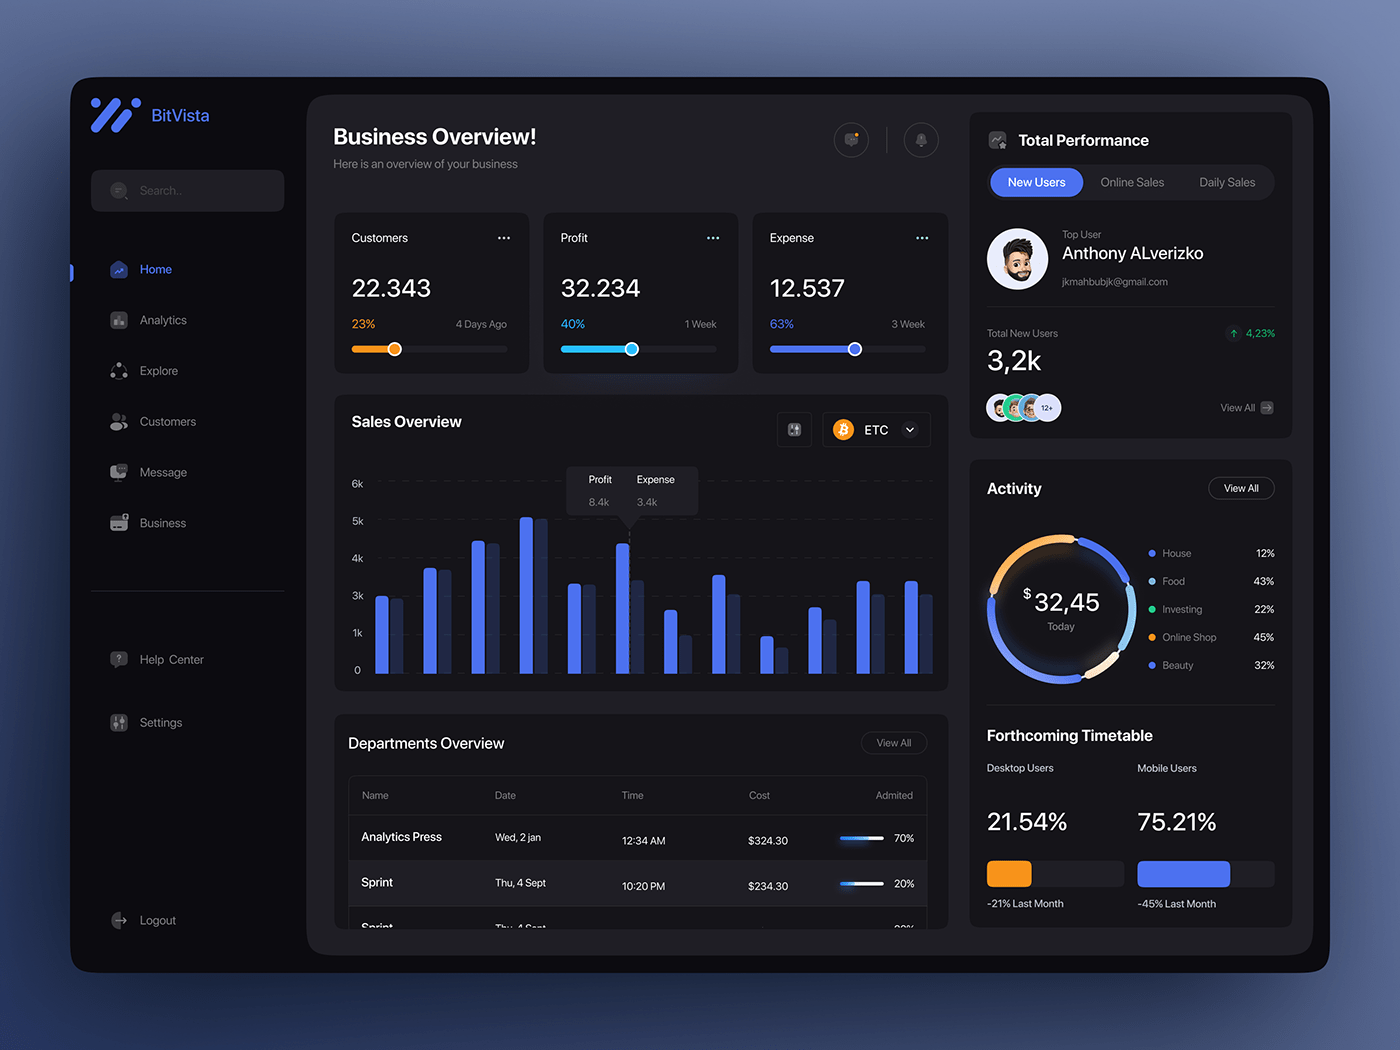 BitVista
Search..
Home
Analytics
Explore
Customers
Message
Business
Help Center
Settings
Logout
Business Overview!
Here is an overview of your business
Customers
22.343
23%
4 Days Ago
Profit
32.234
40%
1 Week
Expense
12.537
63%
3 Week
Sales Overview
ETC
6k
5k
4k
3k
1k
0
Profit Expense
8.4k 3.4k
Departments Overview
View All
Name Date Time Cost Admited
Analytics Press Wed, 2 jan 12:34 AM $324.30 70%
Sprint Thu, 4 Sept 10:20 PM $234.30 20%
Sprint Thu, 4 Sept
Total Performance
New Users Online Sales Daily Sales
Top User
Anthony ALverizko
jkmahbubjk@gmail.com
Total New Users
4,23%
3,2k
12+
View All
Activity
View All
$32,45
Today
House 12%
Food 43%
Investing 22%
Online Shop 45%
Beauty 32%
Forthcoming Timetable
Desktop Users
21.54%
-21% Last Month
Mobile Users
75.21%
-45% Last Month